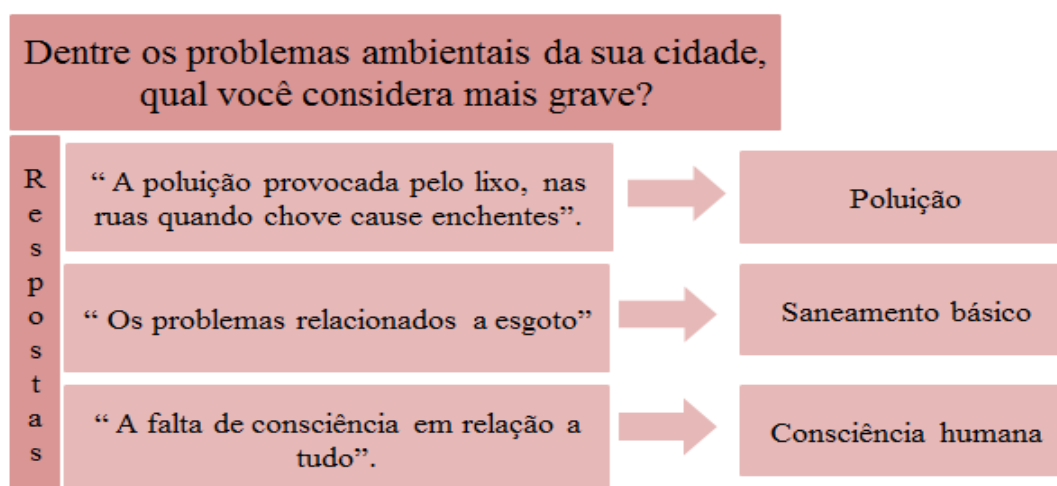 Dentre os problemas ambientais da sua cidade,
qual você considera mais grave?
Respostas
“ A poluição provocada pelo lixo, nas
ruas quando chove cause enchentes”.
Poluição
“ Os problemas relacionados a esgoto”
Saneamento básico
“ A falta de consciência em relação a
tudo”.
Consciência humana